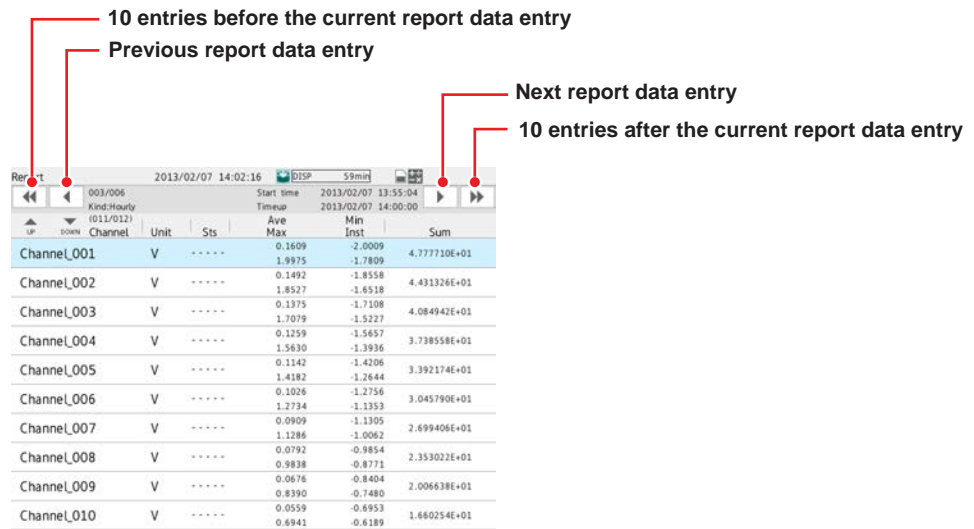 10 entries before the current report data entry
Previous report data entry
Next report data entry
10 entries after the current report data entry
2013/02/07 14:02:16 DISP 59min
003/006 Start time 2013/02/07 13:55:04
Kind:Hourly Timeup 2013/02/07 14:00:00
(011/012) Ave Min
UP DOWN Channel Unit Sts Max Inst Sum
Channel_001 V ----- 0.1609 -2.0009 4.777710E+01
1.9975 -1.7809
Channel_002 V ----- 0.1492 -1.8558 4.431326E+01
1.8527 -1.6518
Channel_003 V ----- 0.1375 -1.7108 4.084942E+01
1.7079 -1.5227
Channel_004 V ----- 0.1259 -1.5657 3.738558E+01
1.5630 -1.3936
Channel_005 V ----- 0.1142 -1.4206 3.392174E+01
1.4182 -1.2644
Channel_006 V ----- 0.1026 -1.2756 3.045790E+01
1.2734 -1.1353
Channel_007 V ----- 0.0909 -1.1305 2.699406E+01
1.1286 -1.0062
Channel_008 V ----- 0.0792 -0.9854 2.353022E+01
0.9838 -0.8771
Channel_009 V ----- 0.0676 -0.8404 2.006638E+01
0.8390 -0.7480
Channel_010 V ----- 0.0559 -0.6953 1.660254E+01
0.6941 -0.6189